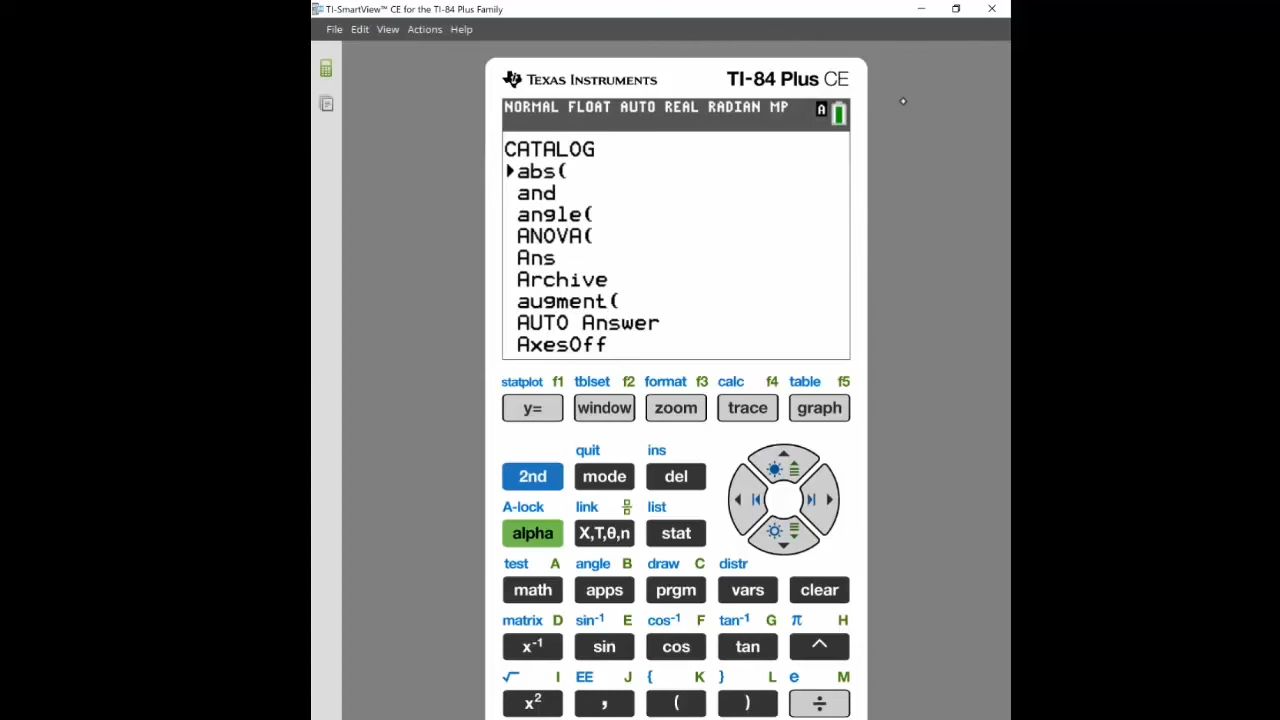 TI-SmartView™ CE for the TI-84 Plus Family
File Edit View Actions Help
TEXAS INSTRUMENTS TI-84 Plus CE
NORMAL FLOAT AUTO REAL RADIAN MP A
CATALOG
abs(
and
angle(
ANOVA(
Ans
Archive
augment(
AUTO Answer
AxesOff
statplot f1 tblset f2 format f3 calc f4 table f5
y= window zoom trace graph
quit ins
2nd mode del
A-lock link list
alpha X,T,θ,n stat
test A angle B draw C distr
math apps prgm vars clear
matrix D sin⁻¹ E cos⁻¹ F tan⁻¹ G π H
x⁻¹ sin cos tan ^
√ I EE J { K } L e M
x² , ( ) ÷